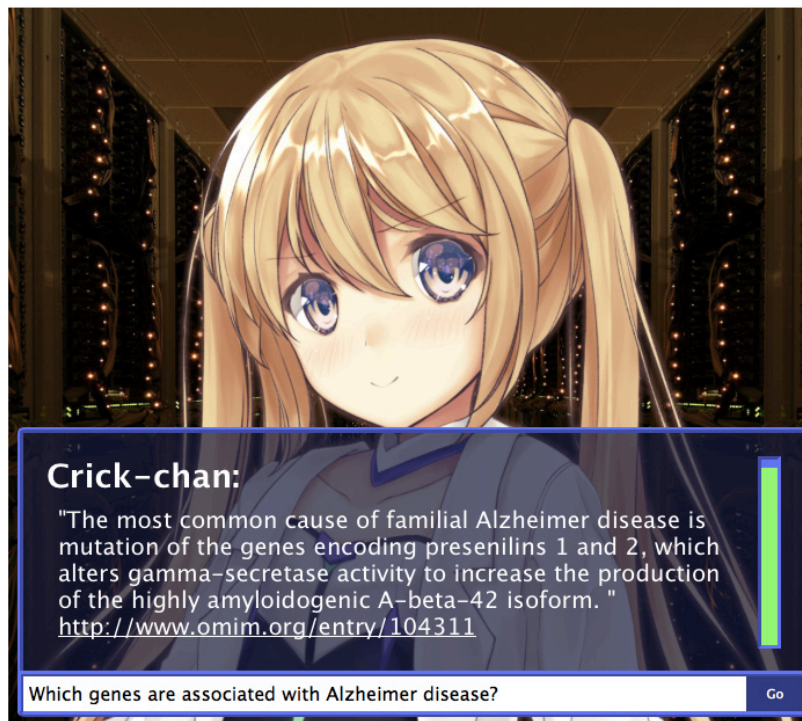 Crick-chan:
"The most common cause of familial Alzheimer disease is
mutation of the genes encoding presenilins 1 and 2, which
alters gamma-secretase activity to increase the production
of the highly amyloidogenic A-beta-42 isoform. "
http://www.omim.org/entry/104311
Which genes are associated with Alzheimer disease?
Go